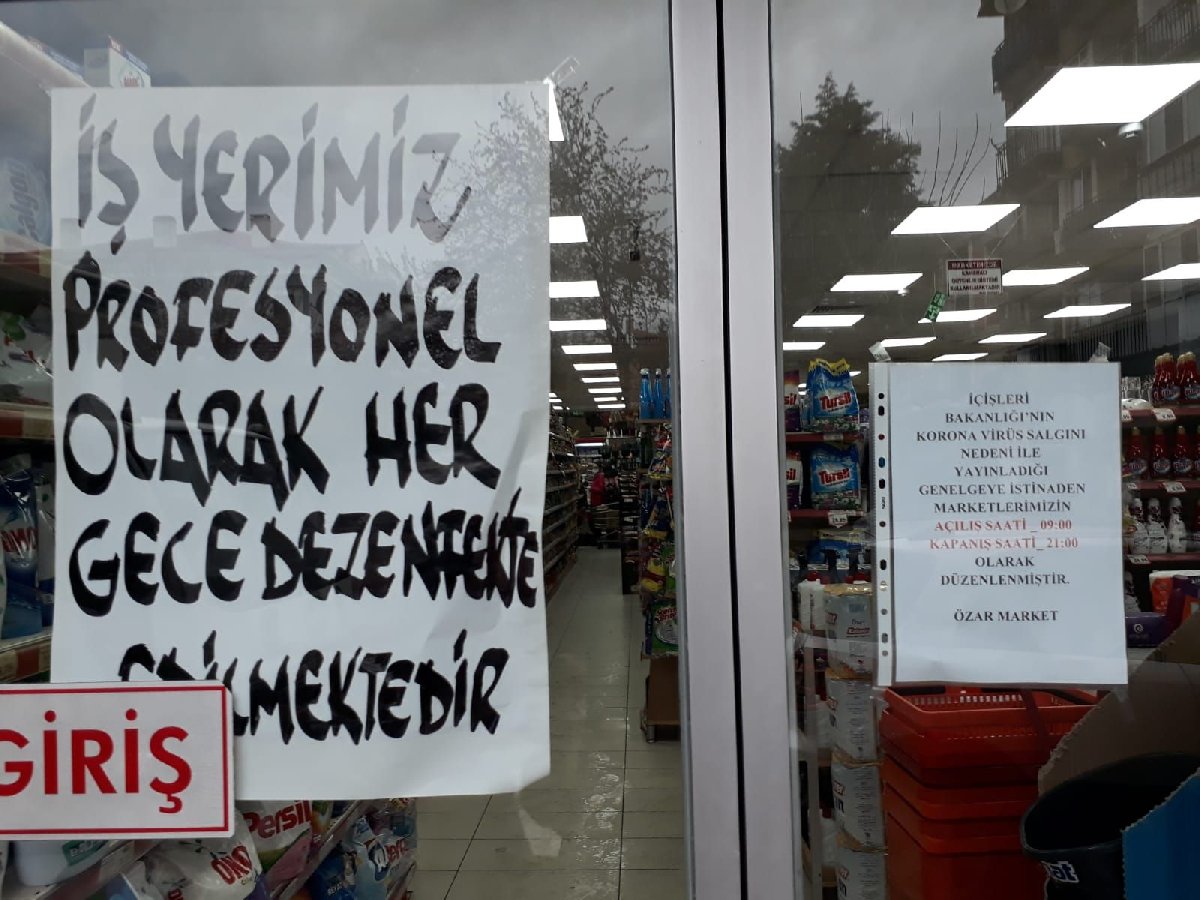 İŞ YERİMİZ
PROFESYONEL
OLARAK HER
GECE DEZENFEKTE
EDİLMEKTEDİR
GİRİŞ
İÇİŞLERİ
BAKANLIĞI'NIN
KORONA VİRÜS SALGINI
NEDENİ İLE
YAYINLADIĞI
GENELGEYE İSTİNADEN
MARKETLERİMİZİN
AÇILIŞ SAATİ_ 09:00
KAPANIŞ SAATİ_ 21:00
OLARAK
DÜZENLENMİŞTİR.
ÖZAR MARKET
Tursil
Tursil
Persil
OMO